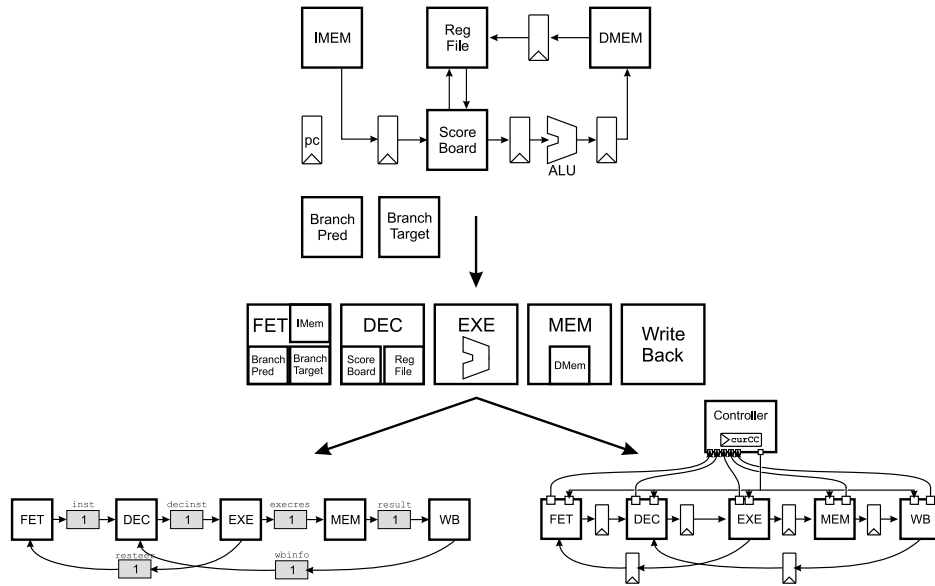 IMEM
Reg
File
DMEM
pc
Score
Board
ALU
Branch
Pred
Branch
Target
FET
IMem
Branch
Pred
Branch
Target
DEC
Score
Board
Reg
File
EXE
MEM
DMem
Write
Back
Controller
curCC
inst
decinst
execres
result
FET
1
DEC
1
EXE
1
MEM
1
WB
resteer
1
wbinfo
1
FET
DEC
EXE
MEM
WB